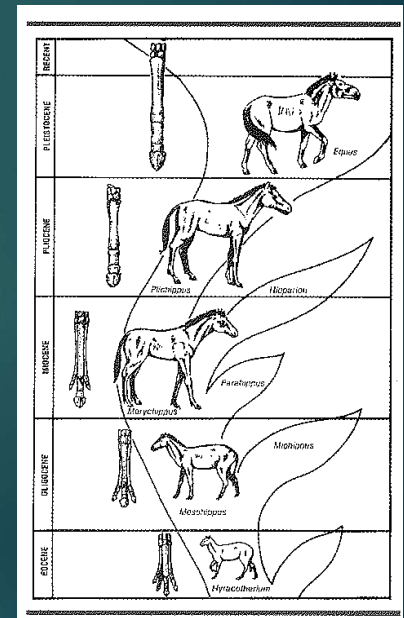 RECENT
PLEISTOCENE
Equus
PLIOCENE
Pliohippus
Hipparion
MIOCENE
Parahippus
Merychippus
OLIGOCENE
Miohippus
Mesohippus
EOCENE
Hyracotherium